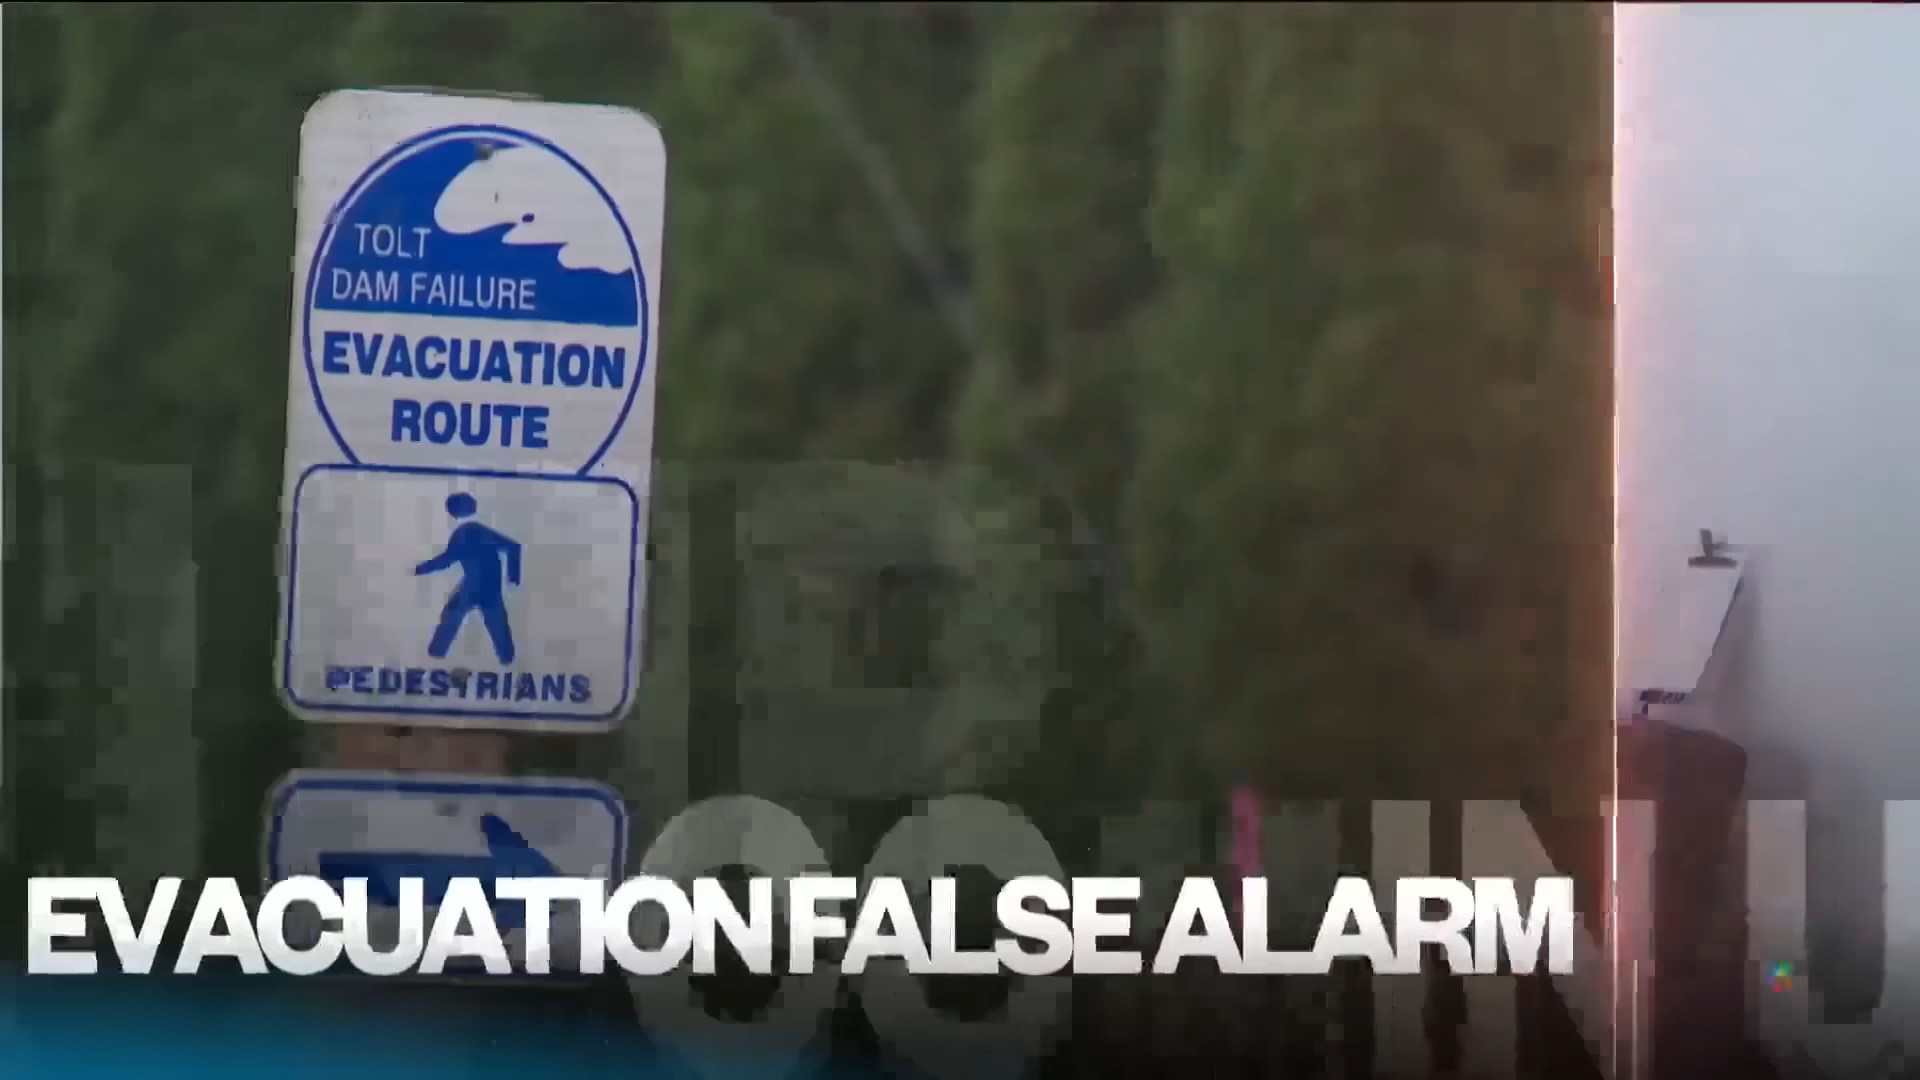 TOLT
DAM FAILURE
EVACUATION
ROUTE
PEDESTRIANS
EVACUATION FALSE ALARM